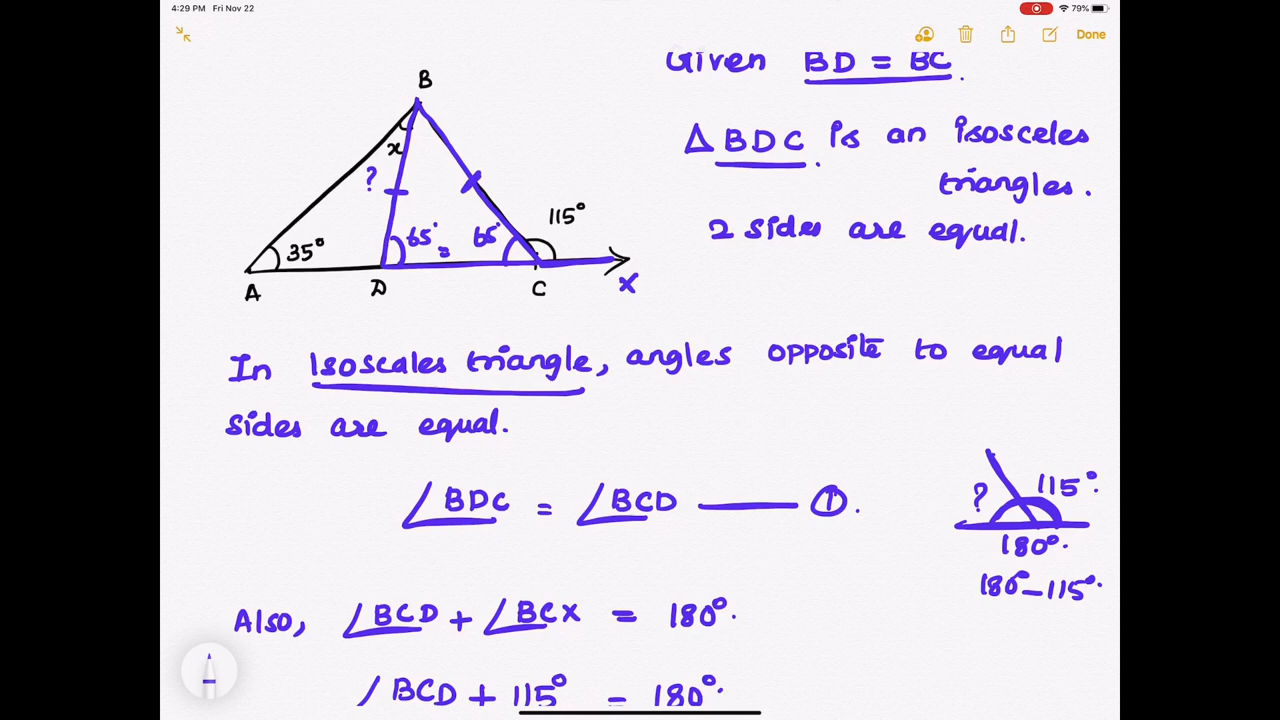 4:29 PM Fri Nov 22
79%
Done
Given BD = BC.
B
∆ BDC is an isosceles
triangles.
2 sides are equal.
x
?
115°
35°
65° = 65°
A
D
C
X
In Isoscales triangle, angles opposite to equal
sides are equal.
∠BDC = ∠BCD —— ①.
? 115°.
180°.
180° - 115°.
Also, ∠BCD + ∠BCX = 180°.
∠BCD + 115° = 180°.